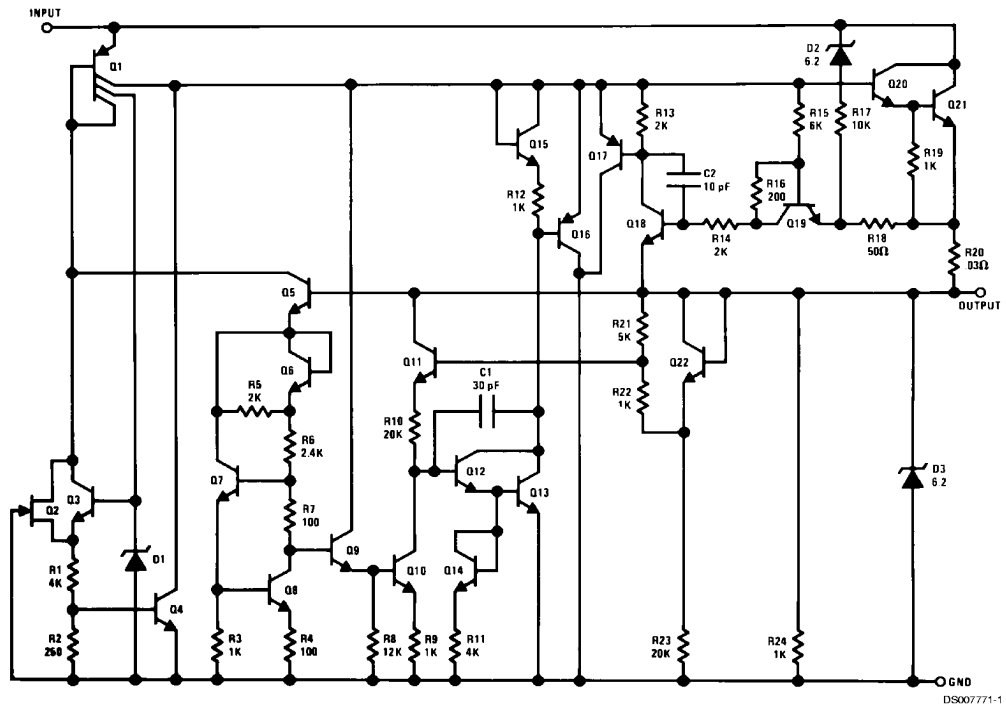 INPUT
Q1
D2
6.2
Q20
Q21
R13
2K
R15
6K
R17
10K
Q15
Q17
R19
1K
C2
10 pF
R16
200
R12
1K
Q16
Q18
R14
2K
Q19
R18
50Ω
R20
03Ω
OUTPUT
Q5
R21
5K
Q22
Q11
Q6
C1
30 pF
R22
1K
R5
2K
R10
20K
R6
2.4K
Q12
D3
6.2
Q7
Q3
Q2
Q13
R7
100
Q9
Q10
Q14
D1
R1
4K
Q8
Q4
R2
260
R3
1K
R4
100
R8
12K
R9
1K
R11
4K
R23
20K
R24
1K
GND
DS007771-1